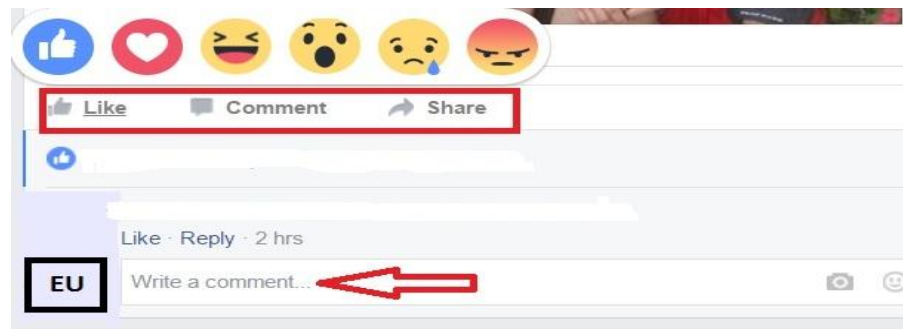 Like Comment Share
Like · Reply · 2 hrs
EU
Write a comment...